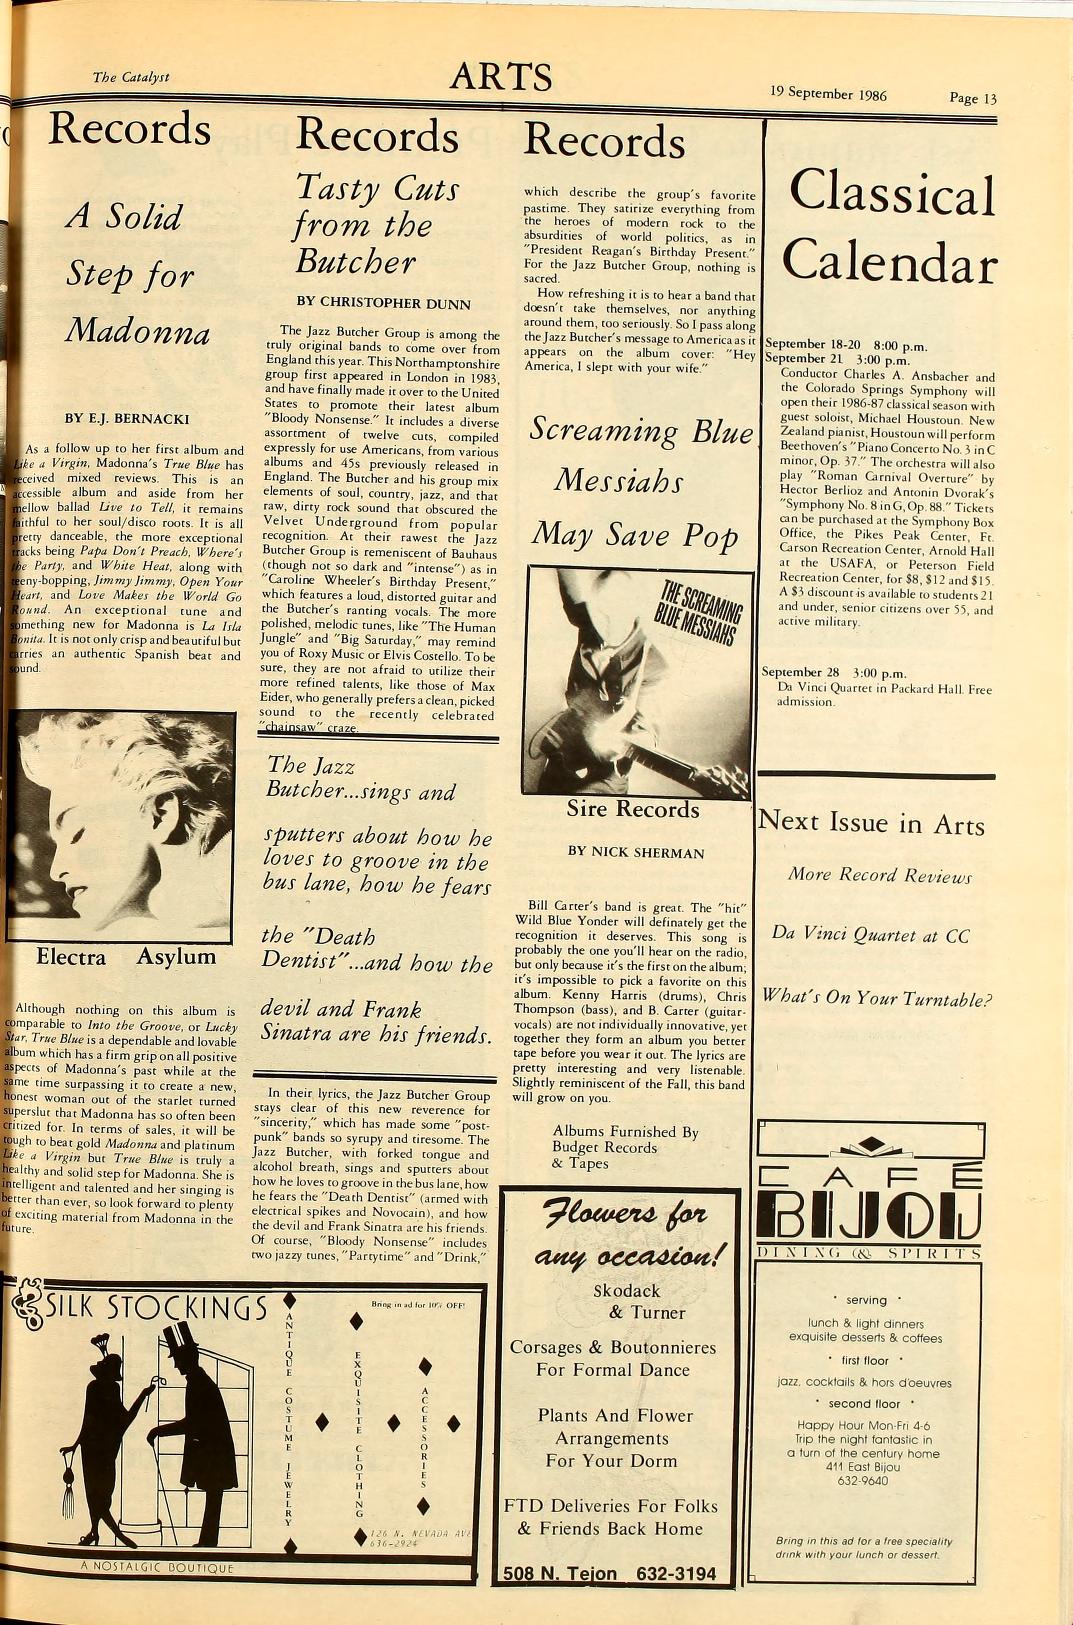 The Catalyst
ARTS
19 September 1986
Page 13
Records
A Solid
Step for
Madonna
BY E.J. BERNACKI
As a follow up to her first album and
Like a Virgin, Madonna's True Blue has
received mixed reviews. This is an
accessible album and aside from her
mellow ballad Live to Tell, it remains
faithful to her soul/disco roots. It is all
pretty danceable, the more exceptional
tracks being Papa Don't Preach, Where's
the Party, and White Heat, along with
teeny-bopping, Jimmy Jimmy, Open Your
Heart, and Love Makes the World Go
Round. An exceptional tune and
something new for Madonna is La Isla
Bonita. It is not only crisp and beautiful but
carries an authentic Spanish beat and
sound.
Electra Asylum
Although nothing on this album is
comparable to Into the Groove, or Lucky
Star, True Blue is a dependable and lovable
album which has a firm grip on all positive
aspects of Madonna's past while at the
same time surpassing it to create a new,
honest woman out of the starlet turned
superslut that Madonna has so often been
critized for. In terms of sales, it will be
tough to beat gold Madonna and platinum
Like a Virgin but True Blue is truly a
healthy and solid step for Madonna. She is
intelligent and talented and her singing is
better than ever, so look forward to plenty
of exciting material from Madonna in the
future.
Records
Tasty Cuts
from the
Butcher
BY CHRISTOPHER DUNN
The Jazz Butcher Group is among the
truly original bands to come over from
England this year. This Northamptonshire
group first appeared in London in 1983,
and have finally made it over to the United
States to promote their latest album
"Bloody Nonsense." It includes a diverse
assortment of twelve cuts, compiled
expressly for use Americans, from various
albums and 45s previously released in
England. The Butcher and his group mix
elements of soul, country, jazz, and that
raw, dirty rock sound that obscured the
Velvet Underground from popular
recognition. At their rawest the Jazz
Butcher Group is remeniscent of Bauhaus
(though not so dark and "intense") as in
"Caroline Wheeler's Birthday Present,"
which features a loud, distorted guitar and
the Butcher's ranting vocals. The more
polished, melodic tunes, like "The Human
Jungle" and "Big Saturday," may remind
you of Roxy Music or Elvis Costello. To be
sure, they are not afraid to utilize their
more refined talents, like those of Max
Eider, who generally prefers a clean, picked
sound to the recently celebrated
"chainsaw" craze.
The Jazz
Butcher...sings and
sputters about how he
loves to groove in the
bus lane, how he fears
the "Death
Dentist"...and how the
devil and Frank
Sinatra are his friends.
In their lyrics, the Jazz Butcher Group
stays clear of this new reverence for
"sincerity," which has made some "post-
punk" bands so syrupy and tiresome. The
Jazz Butcher, with forked tongue and
alcohol breath, sings and sputters about
how he loves to groove in the bus lane, how
he fears the "Death Dentist" (armed with
electrical spikes and Novocain), and how
the devil and Frank Sinatra are his friends.
Of course, "Bloody Nonsense" includes
two jazzy tunes, "Partytime" and "Drink,"
Records
which describe the group's favorite
pastime. They satirize everything from
the heroes of modern rock to the
absurdities of world politics, as in
"President Reagan's Birthday Present."
For the Jazz Butcher Group, nothing is
sacred.
How refreshing it is to hear a band that
doesn't take themselves, nor anything
around them, too seriously. So I pass along
the Jazz Butcher's message to America as it
appears on the album cover: "Hey
America, I slept with your wife."
Screaming Blue
Messiahs
May Save Pop
THE SCREAMING
BLUE MESSIAHS
Sire Records
BY NICK SHERMAN
Bill Carter's band is great. The "hit"
Wild Blue Yonder will definately get the
recognition it deserves. This song is
probably the one you'll hear on the radio,
but only because it's the first on the album;
it's impossible to pick a favorite on this
album. Kenny Harris (drums), Chris
Thompson (bass), and B. Carter (guitar-
vocals) are not individually innovative, yet
together they form an album you better
tape before you wear it out. The lyrics are
pretty interesting and very listenable.
Slightly reminiscent of the Fall, this band
will grow on you.
Albums Furnished By
Budget Records
& Tapes
Classical
Calendar
September 18-20 8:00 p.m.
September 21 3:00 p.m.
Conductor Charles A. Ansbacher and
the Colorado Springs Symphony will
open their 1986-87 classical season with
guest soloist, Michael Houstoun. New
Zealand pianist, Houstoun will perform
Beethoven's "Piano Concerto No. 3 in C
minor, Op. 37." The orchestra will also
play "Roman Carnival Overture" by
Hector Berlioz and Antonin Dvorak's
"Symphony No. 8 in G, Op. 88." Tickets
can be purchased at the Symphony Box
Office, the Pikes Peak Center, Ft.
Carson Recreation Center, Arnold Hall
at the USAFA, or Peterson Field
Recreation Center, for $8, $12 and $15.
A $3 discount is available to students 21
and under, senior citizens over 55, and
active military.
September 28 3:00 p.m.
Da Vinci Quartet in Packard Hall. Free
admission.
Next Issue in Arts
More Record Reviews
Da Vinci Quartet at CC
What's On Your Turntable?
SILK STOCKINGS
Bring in ad for 10% OFF!
ANTIQUE COSTUME JEWELRY
EXQUISITE CLOTHING
ACCESSORIES
126 N. NEVADA AVE
636-2924
A NOSTALGIC BOUTIQUE
Flowers for
any occasion!
Skodack
& Turner
Corsages & Boutonnieres
For Formal Dance
Plants And Flower
Arrangements
For Your Dorm
FTD Deliveries For Folks
& Friends Back Home
508 N. Tejon 632-3194
CAFÉ
BIJOU
DINING & SPIRITS
• serving •
lunch & light dinners
exquisite desserts & coffees
• first floor •
jazz, cocktails & hors d'oeuvres
• second floor •
Happy Hour Mon-Fri 4-6
Trip the night fantastic in
a turn of the century home
411 East Bijou
632-9640
Bring in this ad for a free speciality
drink with your lunch or dessert.